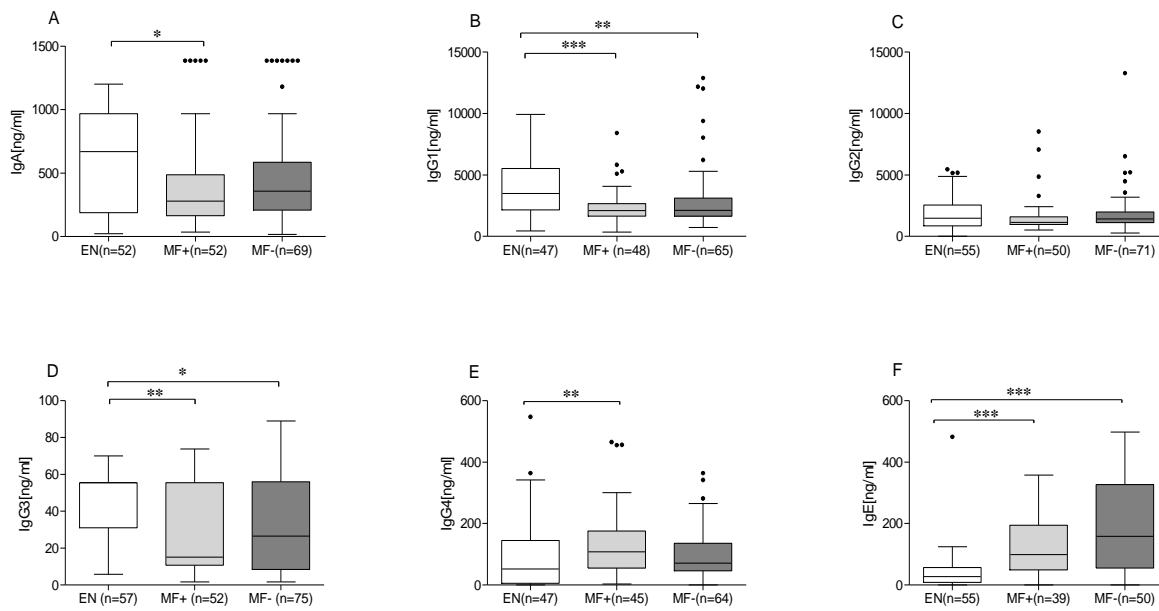 A
*
IgA[ng/ml]
1500
1000
500
0
EN(n=52) MF+(n=52) MF-(n=69)
B
**
***
IgG1[ng/ml]
15000
10000
5000
0
EN(n=47) MF+ (n=48) MF-(n=65)
C
IgG2[ng/ml]
15000
10000
5000
0
EN(n=55) MF+(n=50) MF-(n=71)
D
*
**
IgG3[ng/ml]
100
80
60
40
20
0
EN (n=57) MF+ (n=52) MF- (n=75)
E
**
IgG4[ng/ml]
600
400
200
0
EN(n=47) MF+(n=45) MF-(n=64)
F
***
***
IgE[ng/ml]
600
400
200
0
EN(n=55) MF+(n=39) MF-(n=50)